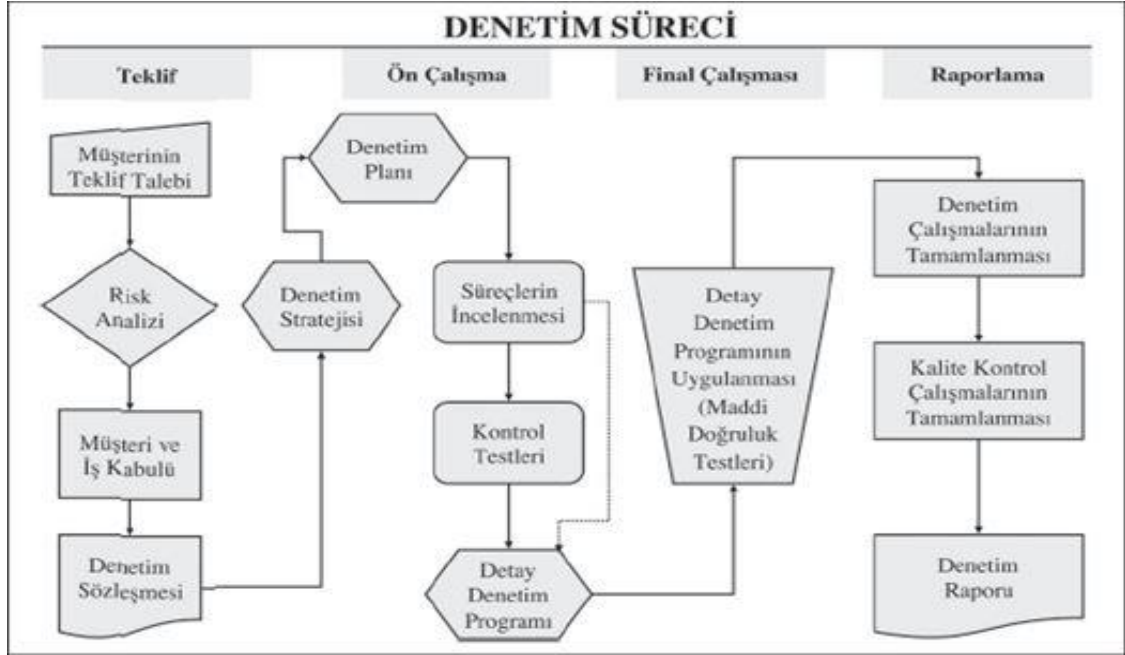 DENETİM SÜRECİ
Teklif
Ön Çalışma
Final Çalışması
Raporlama
Müşterinin
Teklif Talebi
Risk
Analizi
Müşteri ve
İş Kabulü
Denetim
Sözleşmesi
Denetim
Stratejisi
Denetim
Planı
Süreçlerin
İncelenmesi
Kontrol
Testleri
Detay
Denetim
Programı
Detay
Denetim
Programının
Uygulanması
(Maddi
Doğruluk
Testleri)
Denetim
Çalışmalarının
Tamamlanması
Kalite Kontrol
Çalışmalarının
Tamamlanması
Denetim
Raporu